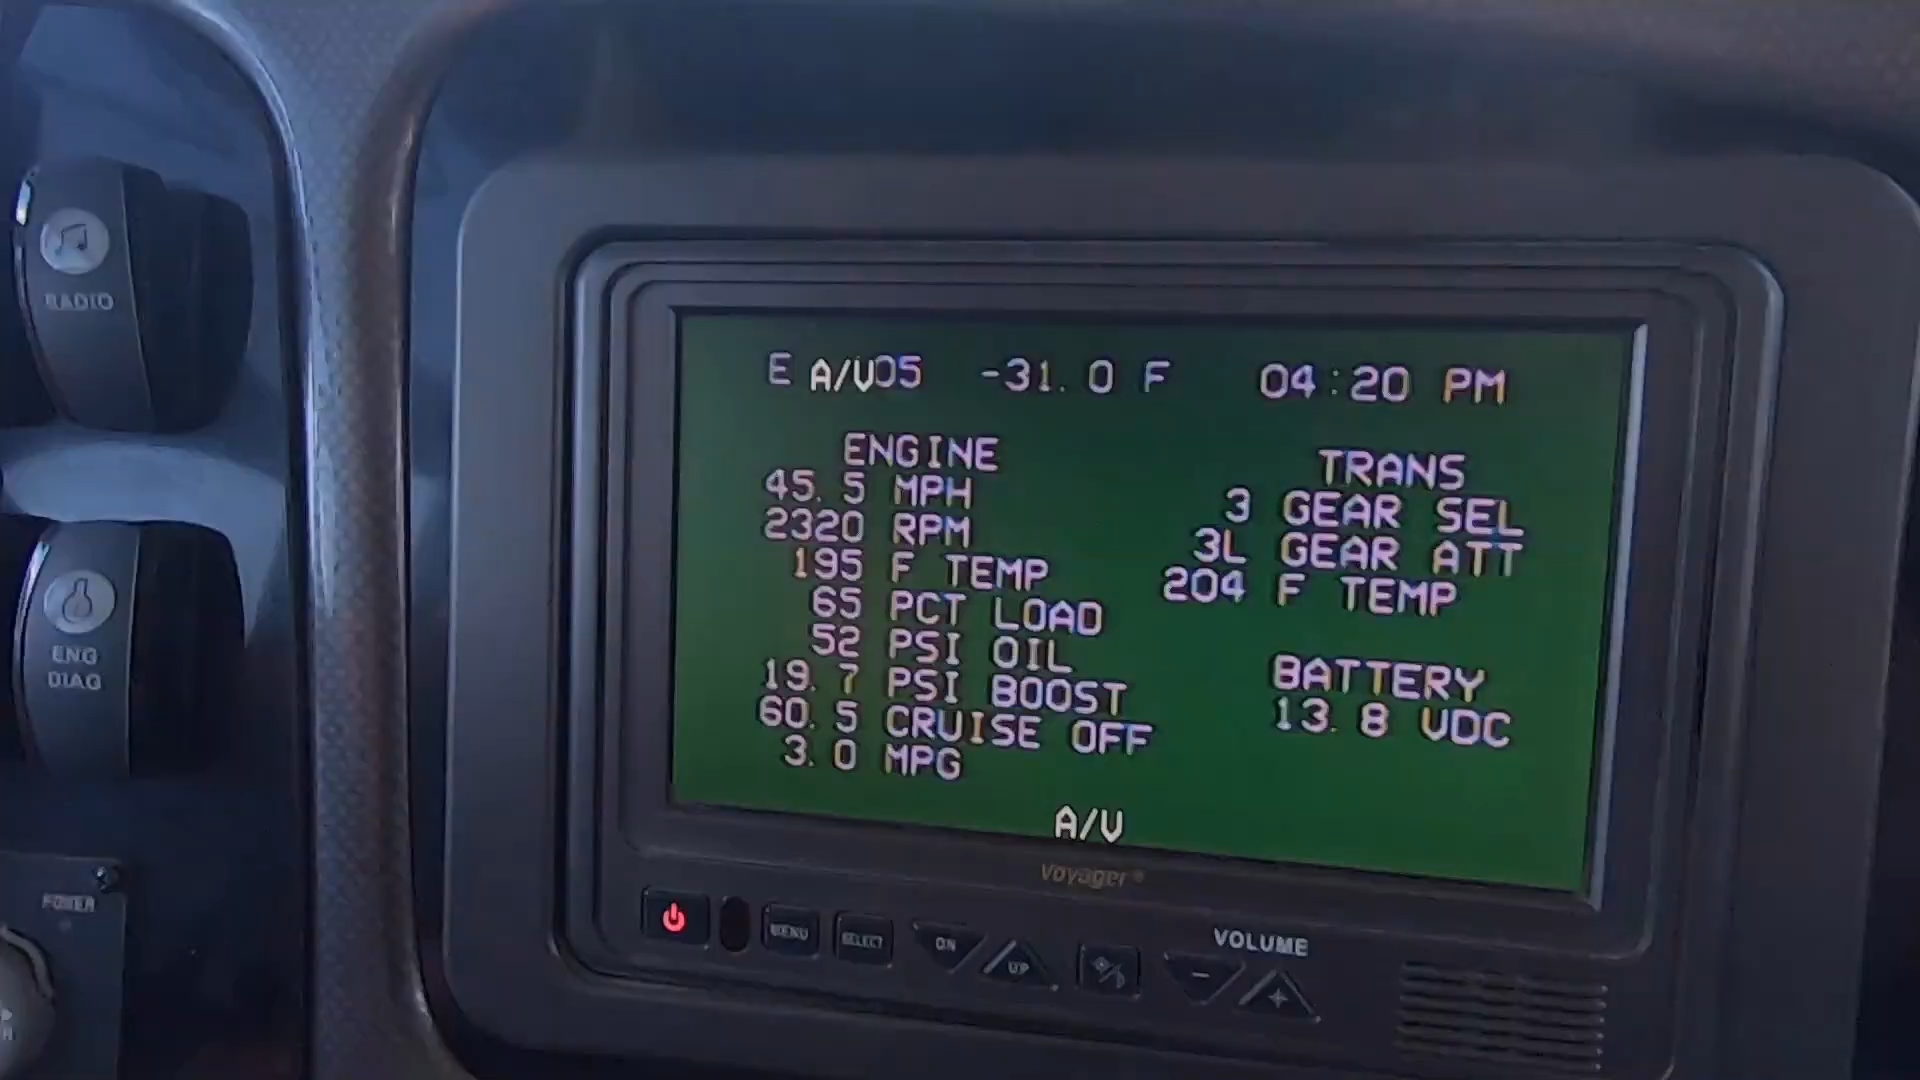 RADIO
ENG
DIAG
POWER
E A/V05 -31.0 F 04:20 PM
ENGINE
45.5 MPH
2320 RPM
195 F TEMP
65 PCT LOAD
52 PSI OIL
19.7 PSI BOOST
60.5 CRUISE OFF
3.0 MPG
TRANS
3 GEAR SEL
3L GEAR ATT
204 F TEMP
BATTERY
13.8 VDC
A/V
Voyager®
MENU
SELECT
UP
VOLUME
- +